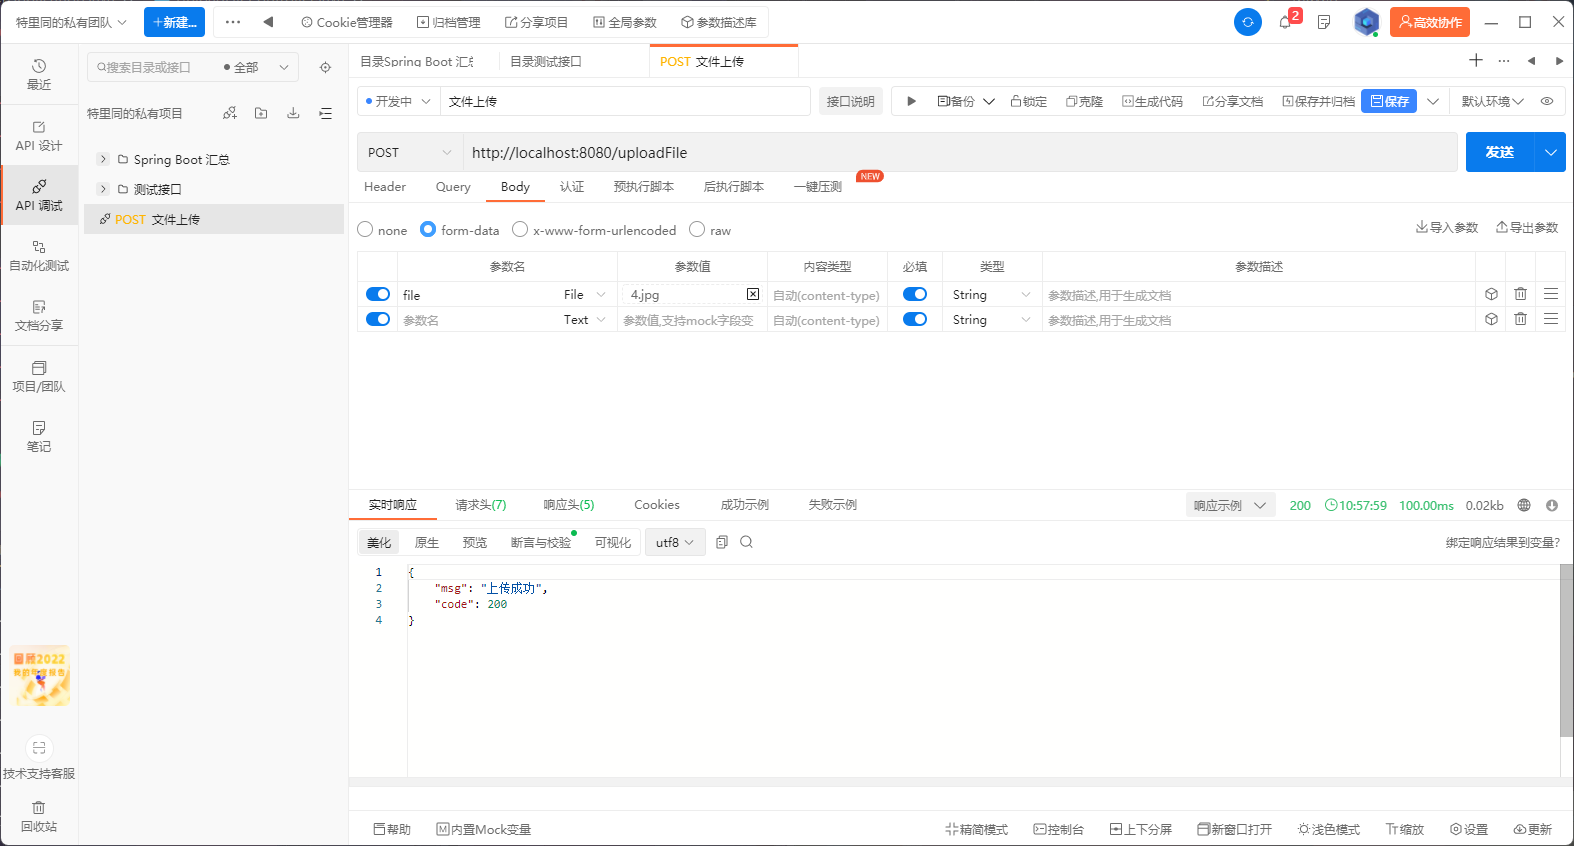 特里同的私有团队
+新建...
Cookie管理器
归档管理
分享项目
全局参数
参数描述库
2
高效协作
最近
API 设计
API 调试
自动化测试
文档分享
项目/团队
笔记
回顾2022
我的年度报告
技术支持客服
回收站
搜索目录或接口
全部
特里同的私有项目
Spring Boot 汇总
测试接口
POST 文件上传
目录Spring Boot 汇总
目录测试接口
POST 文件上传
开发中
文件上传
接口说明
备份
锁定
克隆
生成代码
分享文档
保存并归档
保存
默认环境
POST
http://localhost:8080/uploadFile
发送
Header
Query
Body
认证
预执行脚本
后执行脚本
一键压测
NEW
none
form-data
x-www-form-urlencoded
raw
导入参数
导出参数
参数名
参数值
内容类型
必填
类型
参数描述
file
File
4.jpg
自动(content-type)
String
参数描述,用于生成文档
参数名
Text
参数值,支持mock字段变
自动(content-type)
String
参数描述,用于生成文档
实时响应
请求头(7)
响应头(5)
Cookies
成功示例
失败示例
响应示例
200
10:57:59
100.00ms
0.02kb
美化
原生
预览
断言与校验
可视化
utf8
绑定响应结果到变量?
1 {
2 "msg": "上传成功",
3 "code": 200
4 }
帮助
内置Mock变量
精简模式
控制台
上下分屏
新窗口打开
浅色模式
缩放
设置
更新